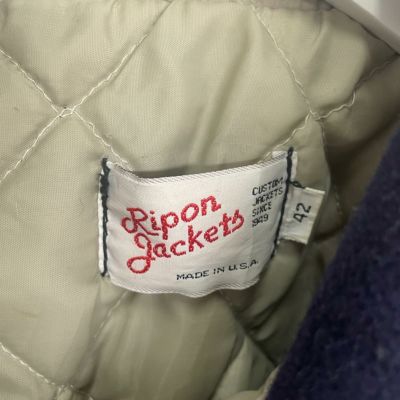 Ripon
Jackets
CUSTOM
JACKETS
SINCE
1949
MADE IN U.S.A.
42